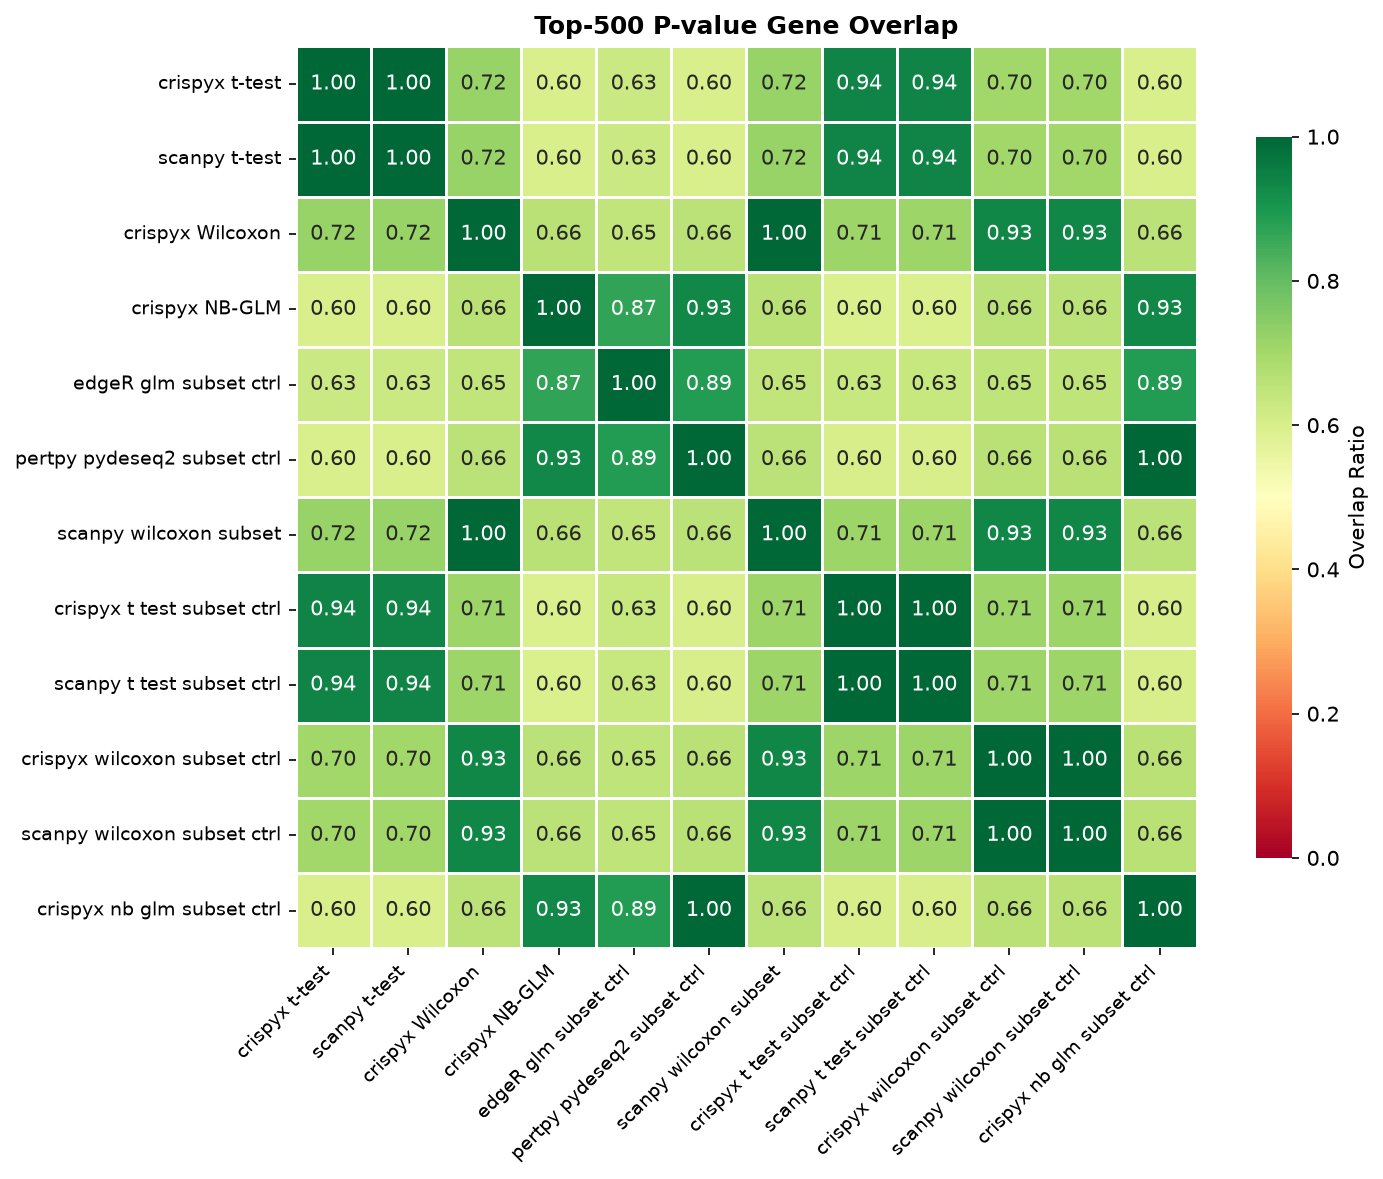 Top-500 P-value Gene Overlap
crispyx t-test 1.00 1.00 0.72 0.60 0.63 0.60 0.72 0.94 0.94 0.70 0.70 0.60
scanpy t-test 1.00 1.00 0.72 0.60 0.63 0.60 0.72 0.94 0.94 0.70 0.70 0.60
crispyx Wilcoxon 0.72 0.72 1.00 0.66 0.65 0.66 1.00 0.71 0.71 0.93 0.93 0.66
crispyx NB-GLM 0.60 0.60 0.66 1.00 0.87 0.93 0.66 0.60 0.60 0.66 0.66 0.93
edgeR glm subset ctrl 0.63 0.63 0.65 0.87 1.00 0.89 0.65 0.63 0.63 0.65 0.65 0.89
pertpy pydeseq2 subset ctrl 0.60 0.60 0.66 0.93 0.89 1.00 0.66 0.60 0.60 0.66 0.66 1.00
scanpy wilcoxon subset 0.72 0.72 1.00 0.66 0.65 0.66 1.00 0.71 0.71 0.93 0.93 0.66
crispyx t test subset ctrl 0.94 0.94 0.71 0.60 0.63 0.60 0.71 1.00 1.00 0.71 0.71 0.60
scanpy t test subset ctrl 0.94 0.94 0.71 0.60 0.63 0.60 0.71 1.00 1.00 0.71 0.71 0.60
crispyx wilcoxon subset ctrl 0.70 0.70 0.93 0.66 0.65 0.66 0.93 0.71 0.71 1.00 1.00 0.66
scanpy wilcoxon subset ctrl 0.70 0.70 0.93 0.66 0.65 0.66 0.93 0.71 0.71 1.00 1.00 0.66
crispyx nb glm subset ctrl 0.60 0.60 0.66 0.93 0.89 1.00 0.66 0.60 0.60 0.66 0.66 1.00
crispyx t-test
scanpy t-test
crispyx Wilcoxon
crispyx NB-GLM
edgeR glm subset ctrl
pertpy pydeseq2 subset ctrl
scanpy wilcoxon subset
crispyx t test subset ctrl
scanpy t test subset ctrl
crispyx wilcoxon subset ctrl
scanpy wilcoxon subset ctrl
crispyx nb glm subset ctrl
1.0
0.8
0.6
0.4
0.2
0.0
Overlap Ratio